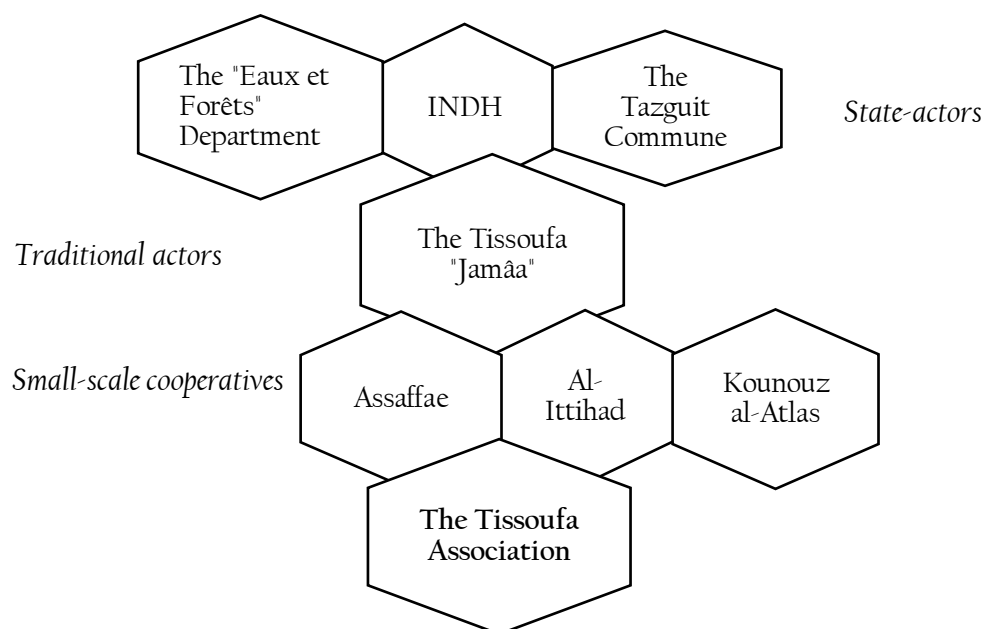 The "Eaux et
Forêts"
Department
INDH
The
Tazguit
Commune
State-actors
Traditional actors
The Tissoufa
"Jamâa"
Small-scale cooperatives
Assaffae
Al-
Ittihad
Kounouz
al-Atlas
The Tissoufa
Association